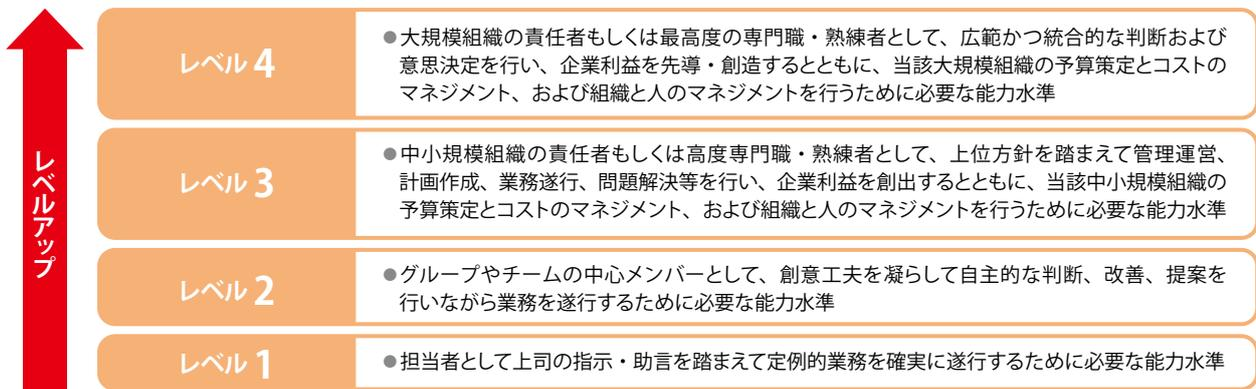 レベルアップ
レベル 4
●大規模組織の責任者もしくは最高度の専門職・熟練者として、広範かつ統合的な判断および
意思決定を行い、企業利益を先導・創造するとともに、当該大規模組織の予算策定とコストの
マネジメント、および組織と人のマネジメントを行うために必要な能力水準
レベル 3
●中小規模組織の責任者もしくは高度専門職・熟練者として、上位方針を踏まえて管理運営、
計画作成、業務遂行、問題解決等を行い、企業利益を創出するとともに、当該中小規模組織の
予算策定とコストのマネジメント、および組織と人のマネジメントを行うために必要な能力水準
レベル 2
●グループやチームの中心メンバーとして、創意工夫を凝らして自主的な判断、改善、提案を
行いながら業務を遂行するために必要な能力水準
レベル 1
●担当者として上司の指示・助言を踏まえて定例的業務を確実に遂行するために必要な能力水準